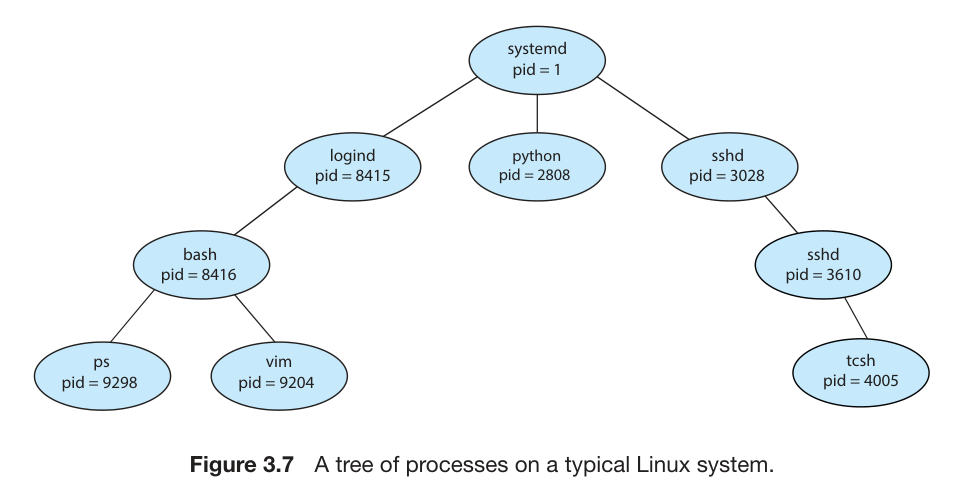 systemd
pid = 1
logind
pid = 8415
python
pid = 2808
sshd
pid = 3028
bash
pid = 8416
sshd
pid = 3610
ps
pid = 9298
vim
pid = 9204
tcsh
pid = 4005
Figure 3.7 A tree of processes on a typical Linux system.